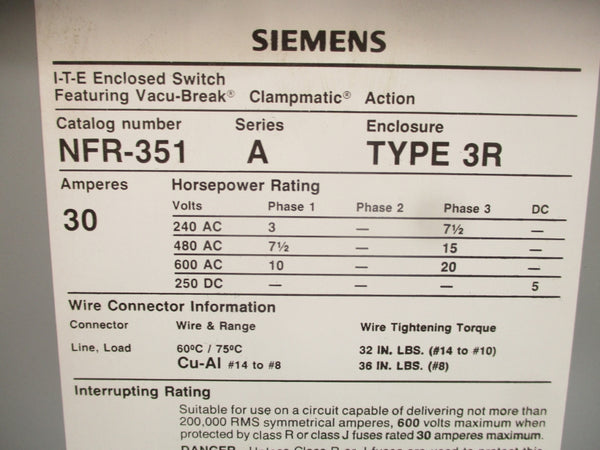 SIEMENS
I-T-E Enclosed Switch
Featuring Vacu-Break® Clampmatic® Action
Catalog number Series Enclosure
NFR-351 A TYPE 3R
Amperes Horsepower Rating
Volts Phase 1 Phase 2 Phase 3 DC
30
240 AC 3 — 7½ —
480 AC 7½ — 15 —
600 AC 10 — 20 —
250 DC — — — 5
Wire Connector Information
Connector Wire & Range Wire Tightening Torque
Line, Load 60ºC / 75ºC 32 IN. LBS. (#14 to #10)
Cu-Al #14 to #8 36 IN. LBS. (#8)
Interrupting Rating
Suitable for use on a circuit capable of delivering not more than
200,000 RMS symmetrical amperes, 600 volts maximum when
protected by class R or class J fuses rated 30 amperes maximum.